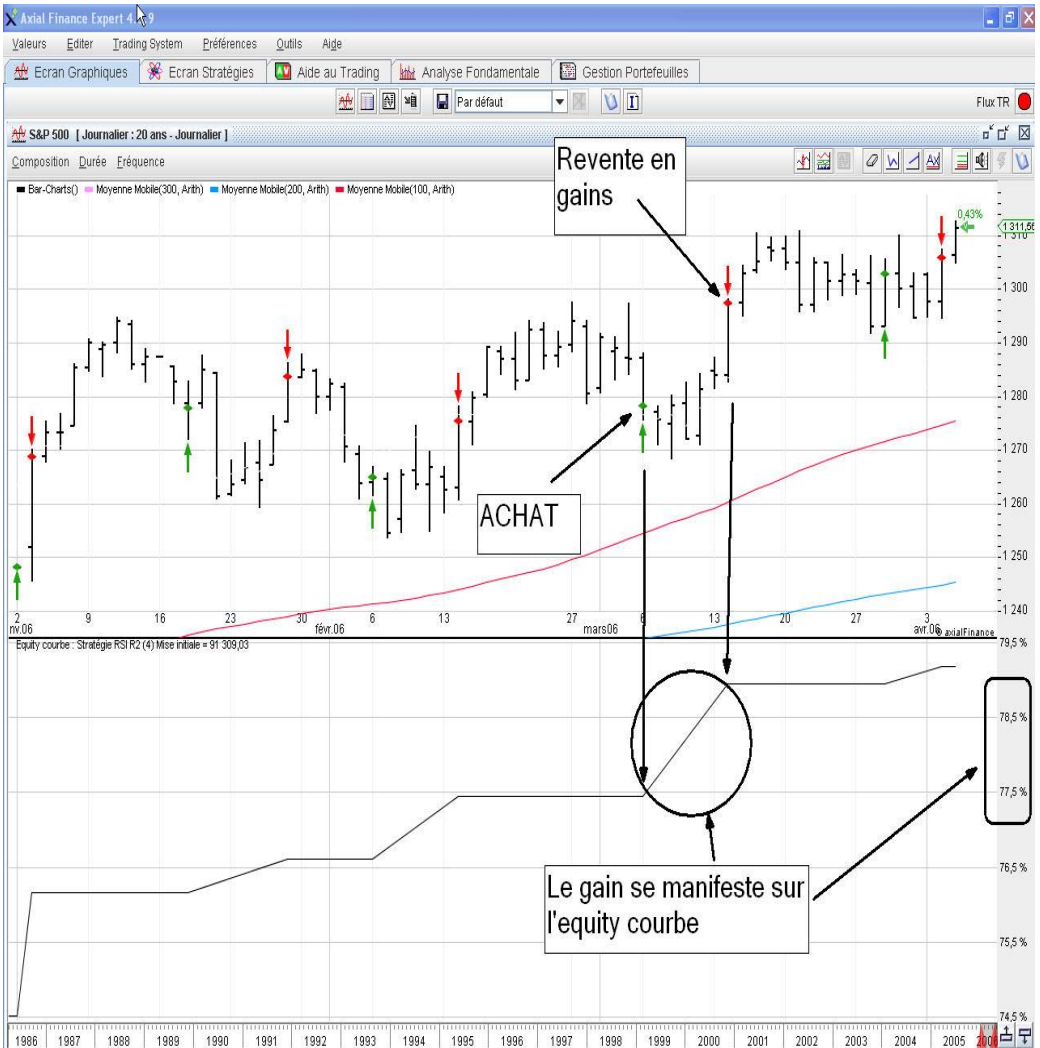 Axial Finance Expert 4. 9
Valeurs Editer Trading System Préférences Outils Aide
Ecran Graphiques Ecran Stratégies Aide au Trading Analyse Fondamentale Gestion Portefeuilles
Par défaut Flux TR
S&P 500 [ Journalier : 20 ans - Journalier ]
Composition Durée Fréquence
Bar-Charts() Moyenne Mobile(300, Arith) Moyenne Mobile(200, Arith) Moyenne Mobile(100, Arith)
Revente en
gains
0,43%
1 311,56
1 310
1 300
1 290
1 280
1 270
ACHAT
1 260
1 250
1 240
2 9 16 23 30 6 13 27 6 13 20 27 3
nv.06 févr.06 mars06 avr.06
© axialFinance
Equity courbe : Stratégie RSI R2 (4) Mise initiale = 91 309,03
79,5 %
78,5 %
77,5 %
76,5 %
Le gain se manifeste sur
l'equity courbe
75,5 %
74,5 %
1986 1987 1988 1989 1990 1991 1992 1993 1994 1995 1996 1997 1998 1999 2000 2001 2002 2003 2004 2005 2006